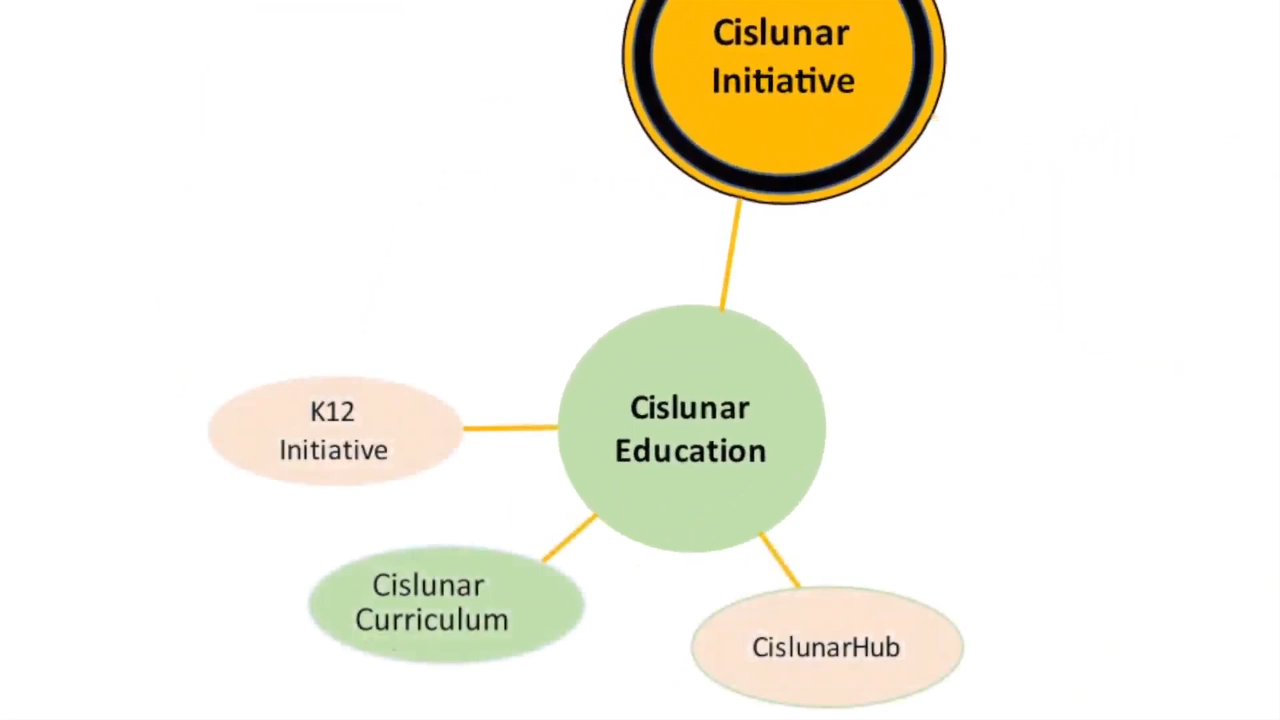 Cislunar
Initiative
Cislunar
Education
K12
Initiative
Cislunar
Curriculum
CislunarHub